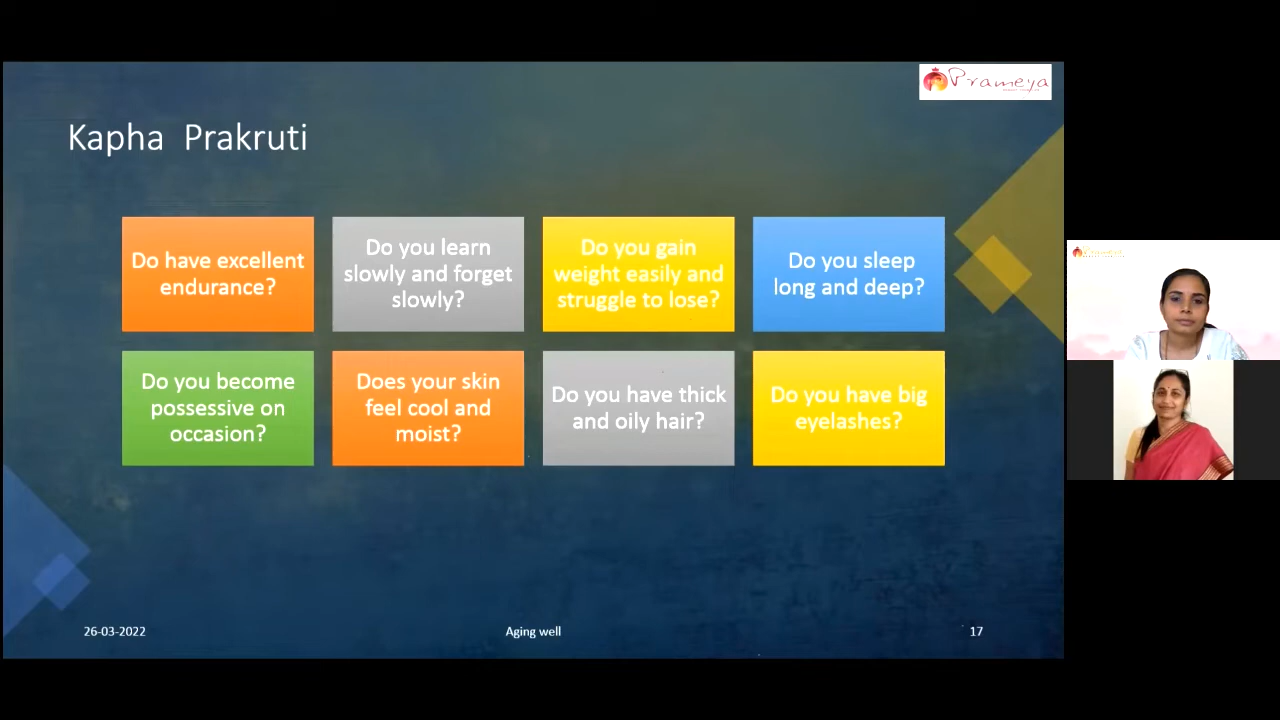 Prameya
Kapha Prakruti
Do have excellent
endurance?
Do you learn
slowly and forget
slowly?
Do you gain
weight easily and
struggle to lose?
Do you sleep
long and deep?
Do you become
possessive on
occasion?
Does your skin
feel cool and
moist?
Do you have thick
and oily hair?
Do you have big
eyelashes?
26-03-2022
Aging well
17
Prameya